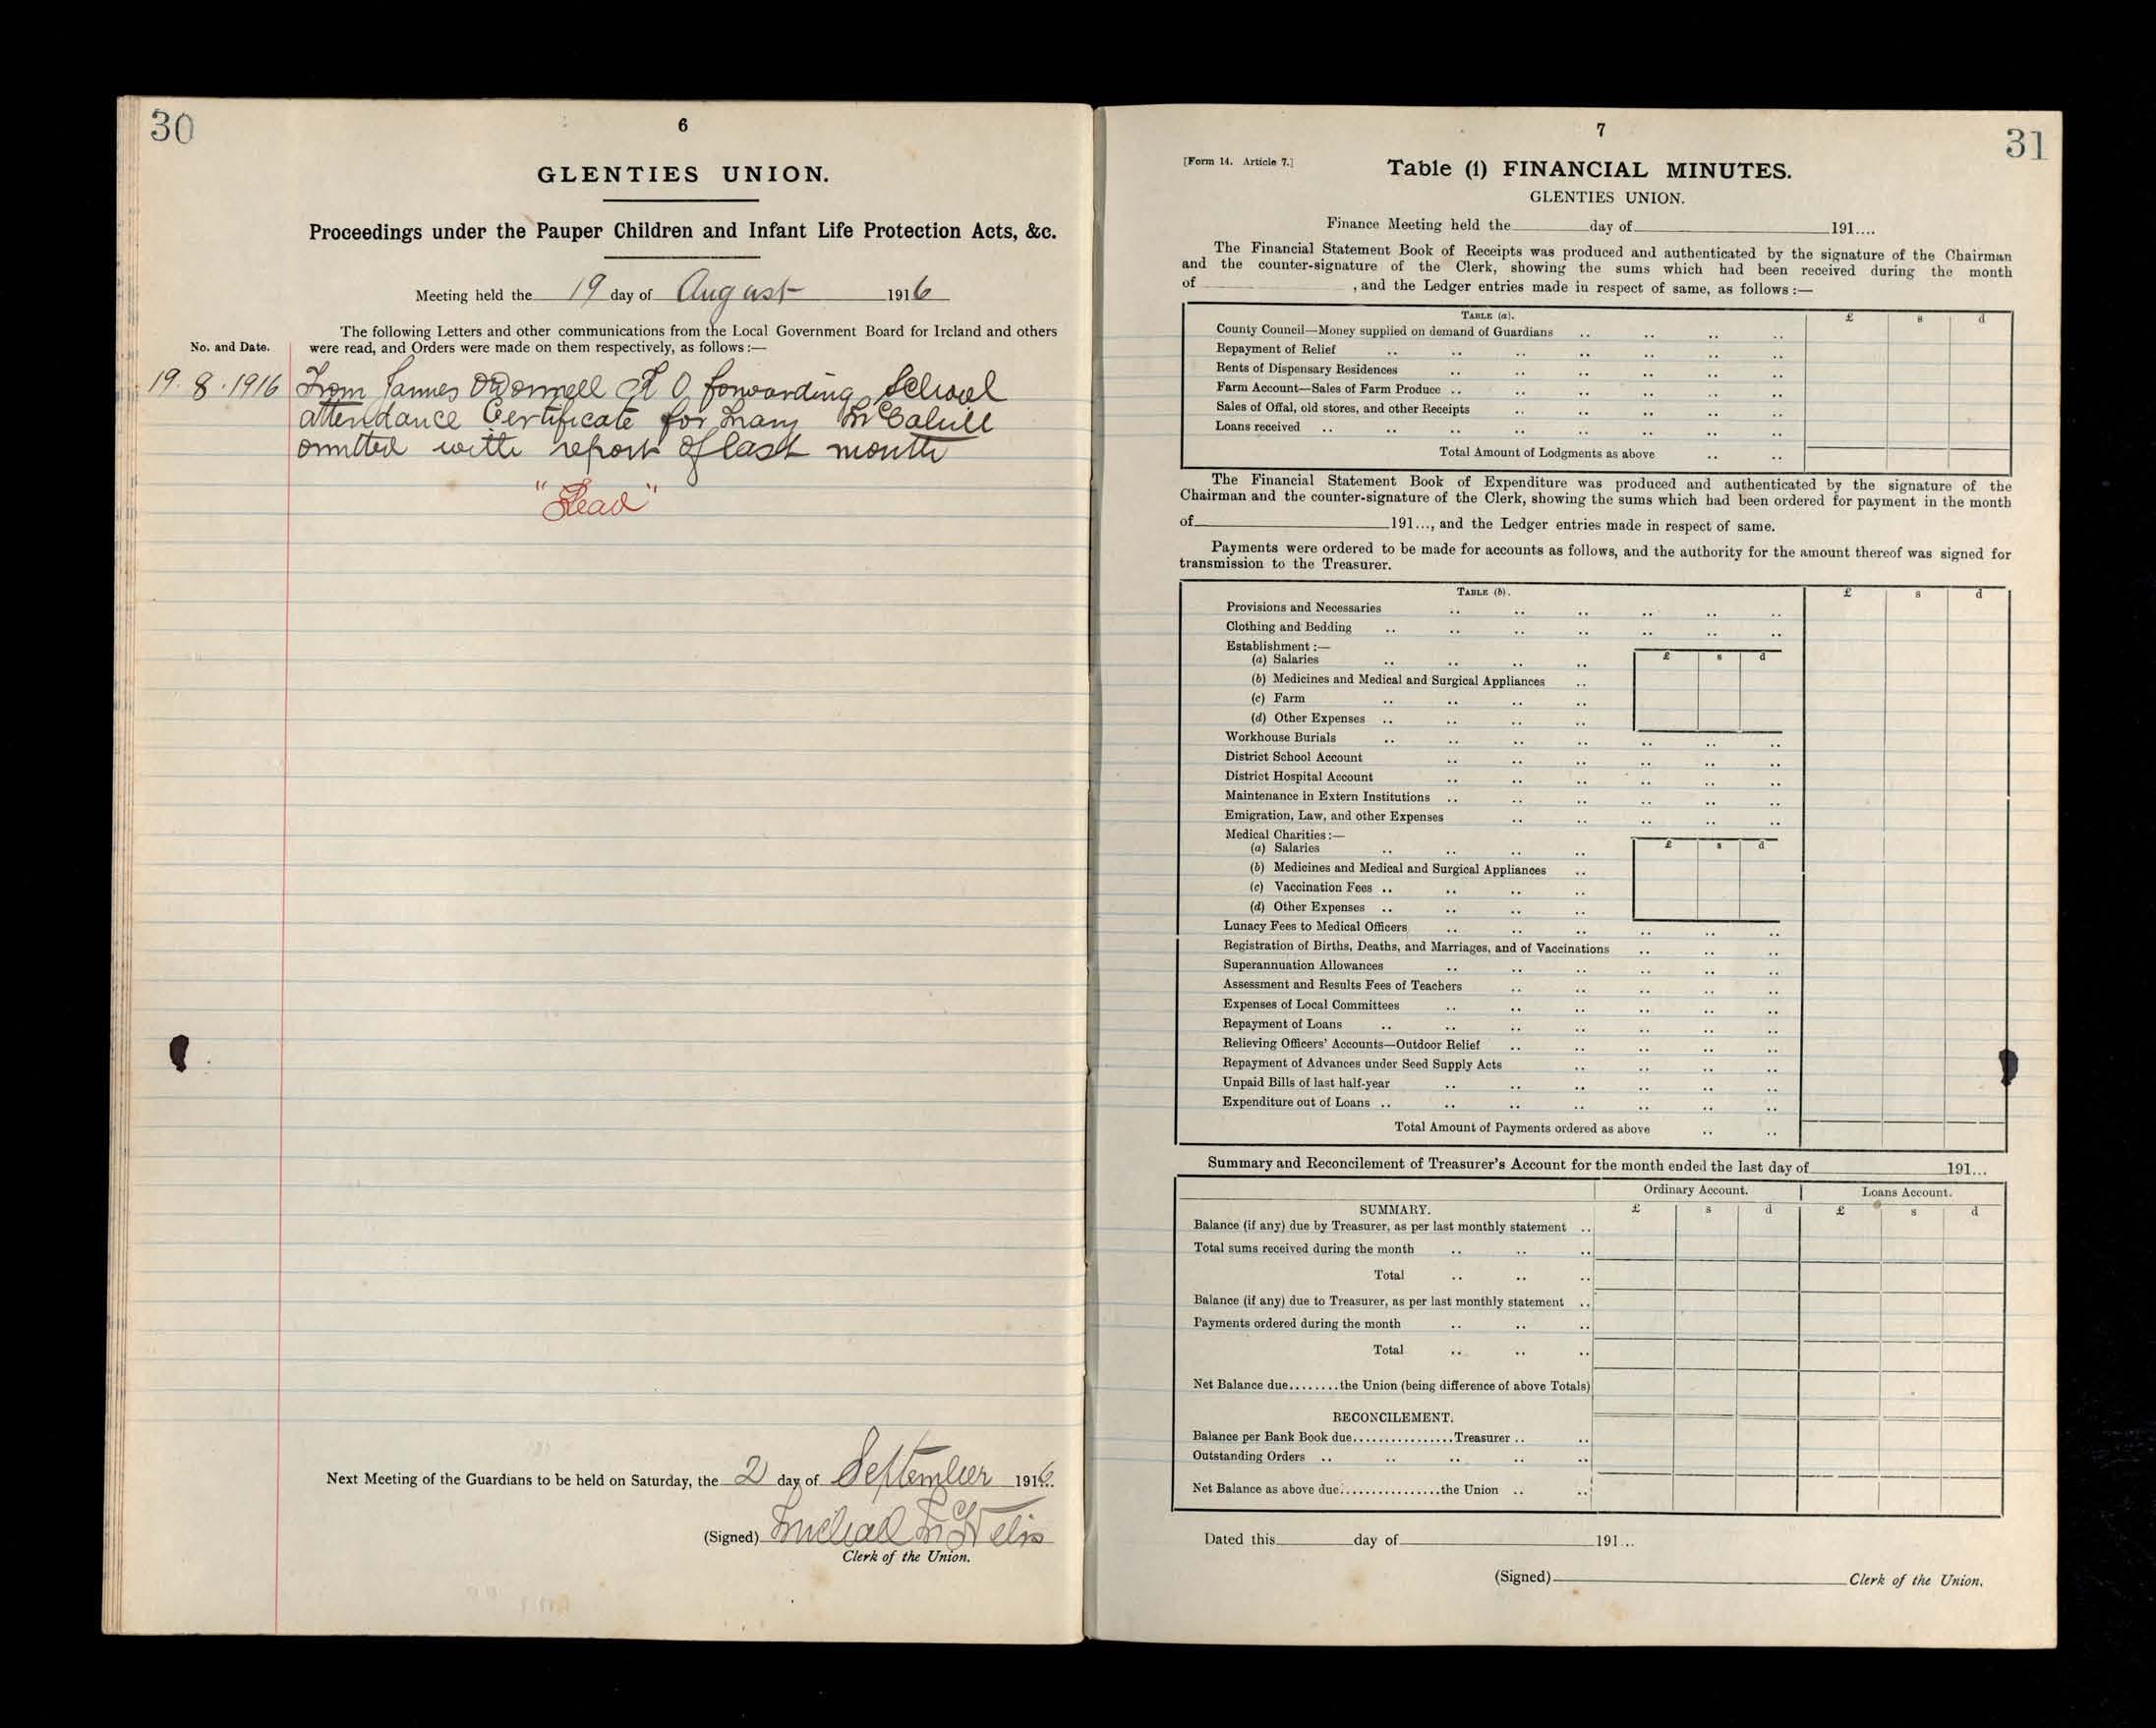 30
6
GLENTIES UNION.
Proceedings under the Pauper Children and Infant Life Protection Acts, &c.
Meeting held the 19 day of August 1916
The following Letters and other communications from the Local Government Board for Ireland and others
No. and Date. were read, and Orders were made on them respectively, as follows :—
19.8.1916 From James O'Donnell R O forwarding School
attendance Certificate for Mary McCahill
omitted with report of last month
"Read"
Next Meeting of the Guardians to be held on Saturday, the 2 day of September 1916.
(Signed) Michael McNelis
Clerk of the Union.
7
31
[Form 14. Article 7.] Table (1) FINANCIAL MINUTES.
GLENTIES UNION.
Finance Meeting held the day of 191....
The Financial Statement Book of Receipts was produced and authenticated by the signature of the Chairman
and the counter-signature of the Clerk, showing the sums which had been received during the month
of , and the Ledger entries made in respect of same, as follows :—
TABLE (a). £ s d
County Council—Money supplied on demand of Guardians .. .. .. ..
Repayment of Relief .. .. .. .. .. .. ..
Rents of Dispensary Residences .. .. .. .. .. ..
Farm Account—Sales of Farm Produce .. .. .. .. .. ..
Sales of Offal, old stores, and other Receipts .. .. .. .. ..
Loans received .. .. .. .. .. .. .. ..
Total Amount of Lodgments as above .. ..
The Financial Statement Book of Expenditure was produced and authenticated by the signature of the
Chairman and the counter-signature of the Clerk, showing the sums which had been ordered for payment in the month
of 191..., and the Ledger entries made in respect of same.
Payments were ordered to be made for accounts as follows, and the authority for the amount thereof was signed for
transmission to the Treasurer.
TABLE (b). £ s d
Provisions and Necessaries .. .. .. .. .. ..
Clothing and Bedding .. .. .. .. .. .. ..
Establishment :—
(a) Salaries .. .. .. .. £ s d
(b) Medicines and Medical and Surgical Appliances ..
(c) Farm .. .. .. ..
(d) Other Expenses .. .. .. ..
Workhouse Burials .. .. .. .. .. .. ..
District School Account .. .. .. .. .. ..
District Hospital Account .. .. .. .. .. ..
Maintenance in Extern Institutions .. .. .. .. .. ..
Emigration, Law, and other Expenses .. .. .. .. ..
Medical Charities :—
(a) Salaries .. .. .. .. £ s d
(b) Medicines and Medical and Surgical Appliances ..
(c) Vaccination Fees .. .. .. ..
(d) Other Expenses .. .. .. ..
Lunacy Fees to Medical Officers .. .. .. .. .. ..
Registration of Births, Deaths, and Marriages, and of Vaccinations .. .. ..
Superannuation Allowances .. .. .. .. .. ..
Assessment and Results Fees of Teachers .. .. .. .. ..
Expenses of Local Committees .. .. .. .. .. ..
Repayment of Loans .. .. .. .. .. .. ..
Relieving Officers' Accounts—Outdoor Relief .. .. .. .. ..
Repayment of Advances under Seed Supply Acts .. .. .. ..
Unpaid Bills of last half-year .. .. .. .. .. ..
Expenditure out of Loans .. .. .. .. .. .. ..
Total Amount of Payments ordered as above .. ..
Summary and Reconcilement of Treasurer's Account for the month ended the last day of 191...
Ordinary Account. Loans Account.
SUMMARY. £ s d £ s d
Balance (if any) due by Treasurer, as per last monthly statement ..
Total sums received during the month .. .. ..
Total .. .. ..
Balance (if any) due to Treasurer, as per last monthly statement ..
Payments ordered during the month .. .. ..
Total .. .. ..
Net Balance due........the Union (being difference of above Totals)
RECONCILEMENT.
Balance per Bank Book due................Treasurer .. ..
Outstanding Orders .. .. .. .. ..
Net Balance as above due................the Union .. ..
Dated this day of 191...
(Signed) Clerk of the Union.